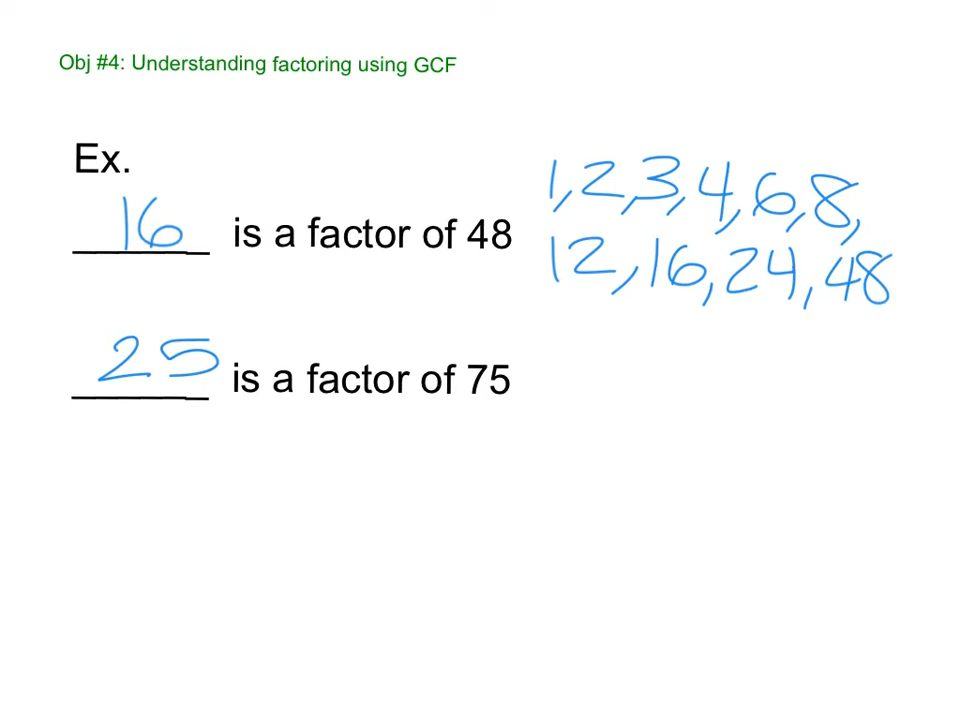 Obj #4: Understanding factoring using GCF
Ex.
16 is a factor of 48
1, 2, 3, 4, 6, 8,
12, 16, 24, 48
25 is a factor of 75